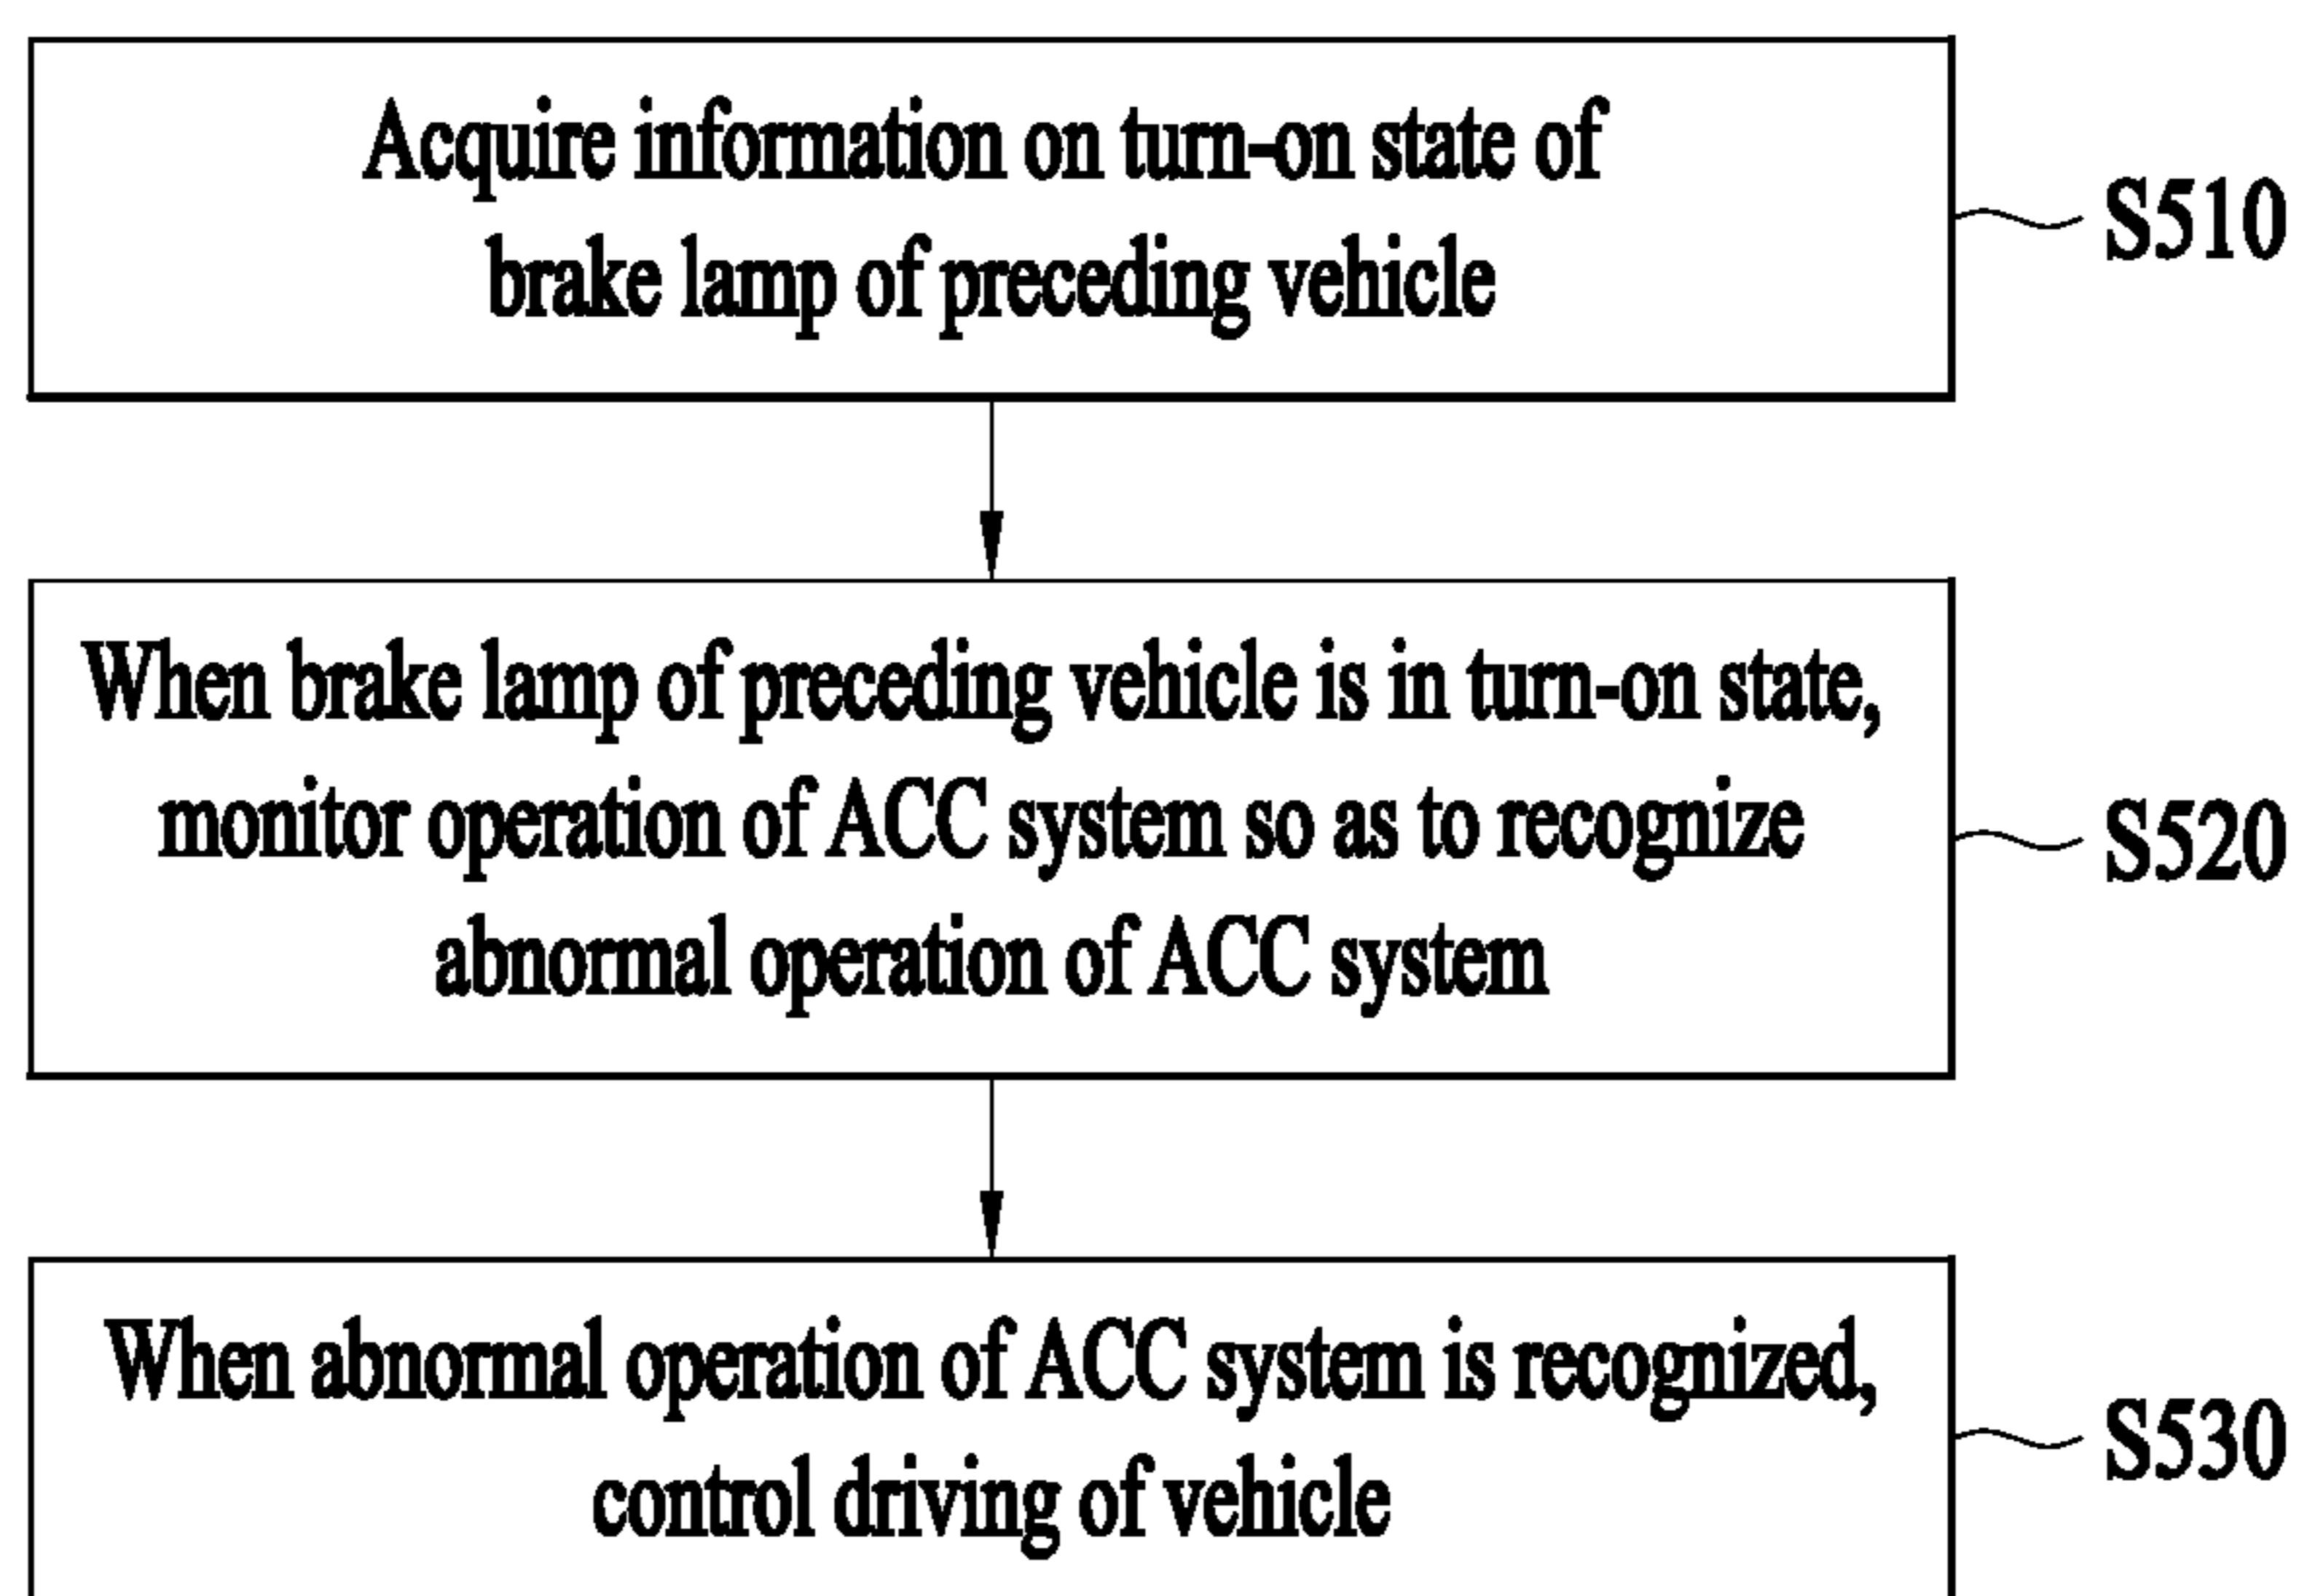 Acquire information on turn-on state of
brake lamp of preceding vehicle
S510
When brake lamp of preceding vehicle is in turn-on state,
monitor operation of ACC system so as to recognize
abnormal operation of ACC system
S520
When abnormal operation of ACC system is recognized,
control driving of vehicle
S530